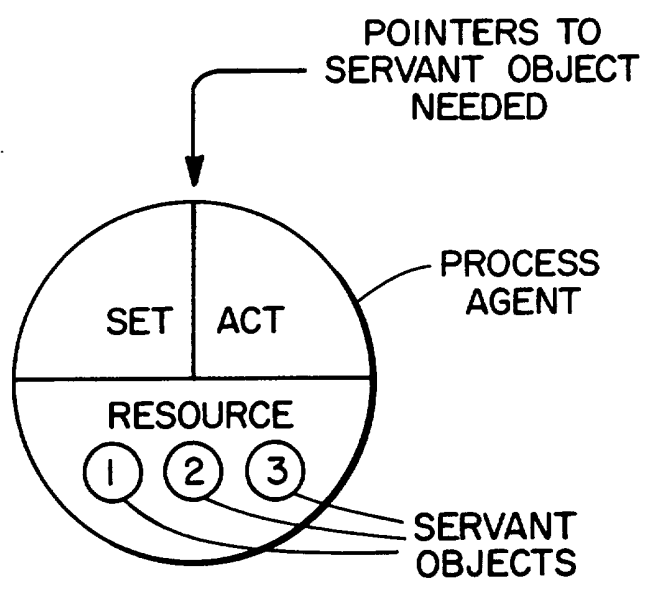 POINTERS TO
SERVANT OBJECT
NEEDED
PROCESS
AGENT
SET
ACT
RESOURCE
1
2
3
SERVANT
OBJECTS